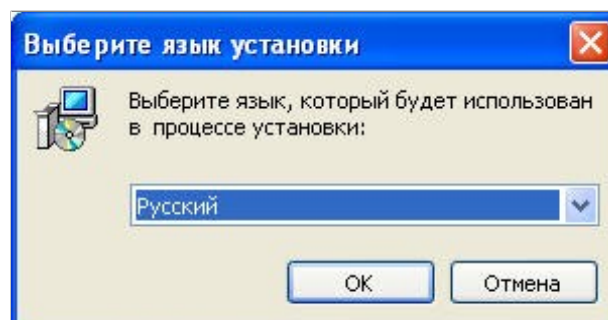 Выберите язык установки
Выберите язык, который будет использован
в процессе установки:
Русский
OK
Отмена